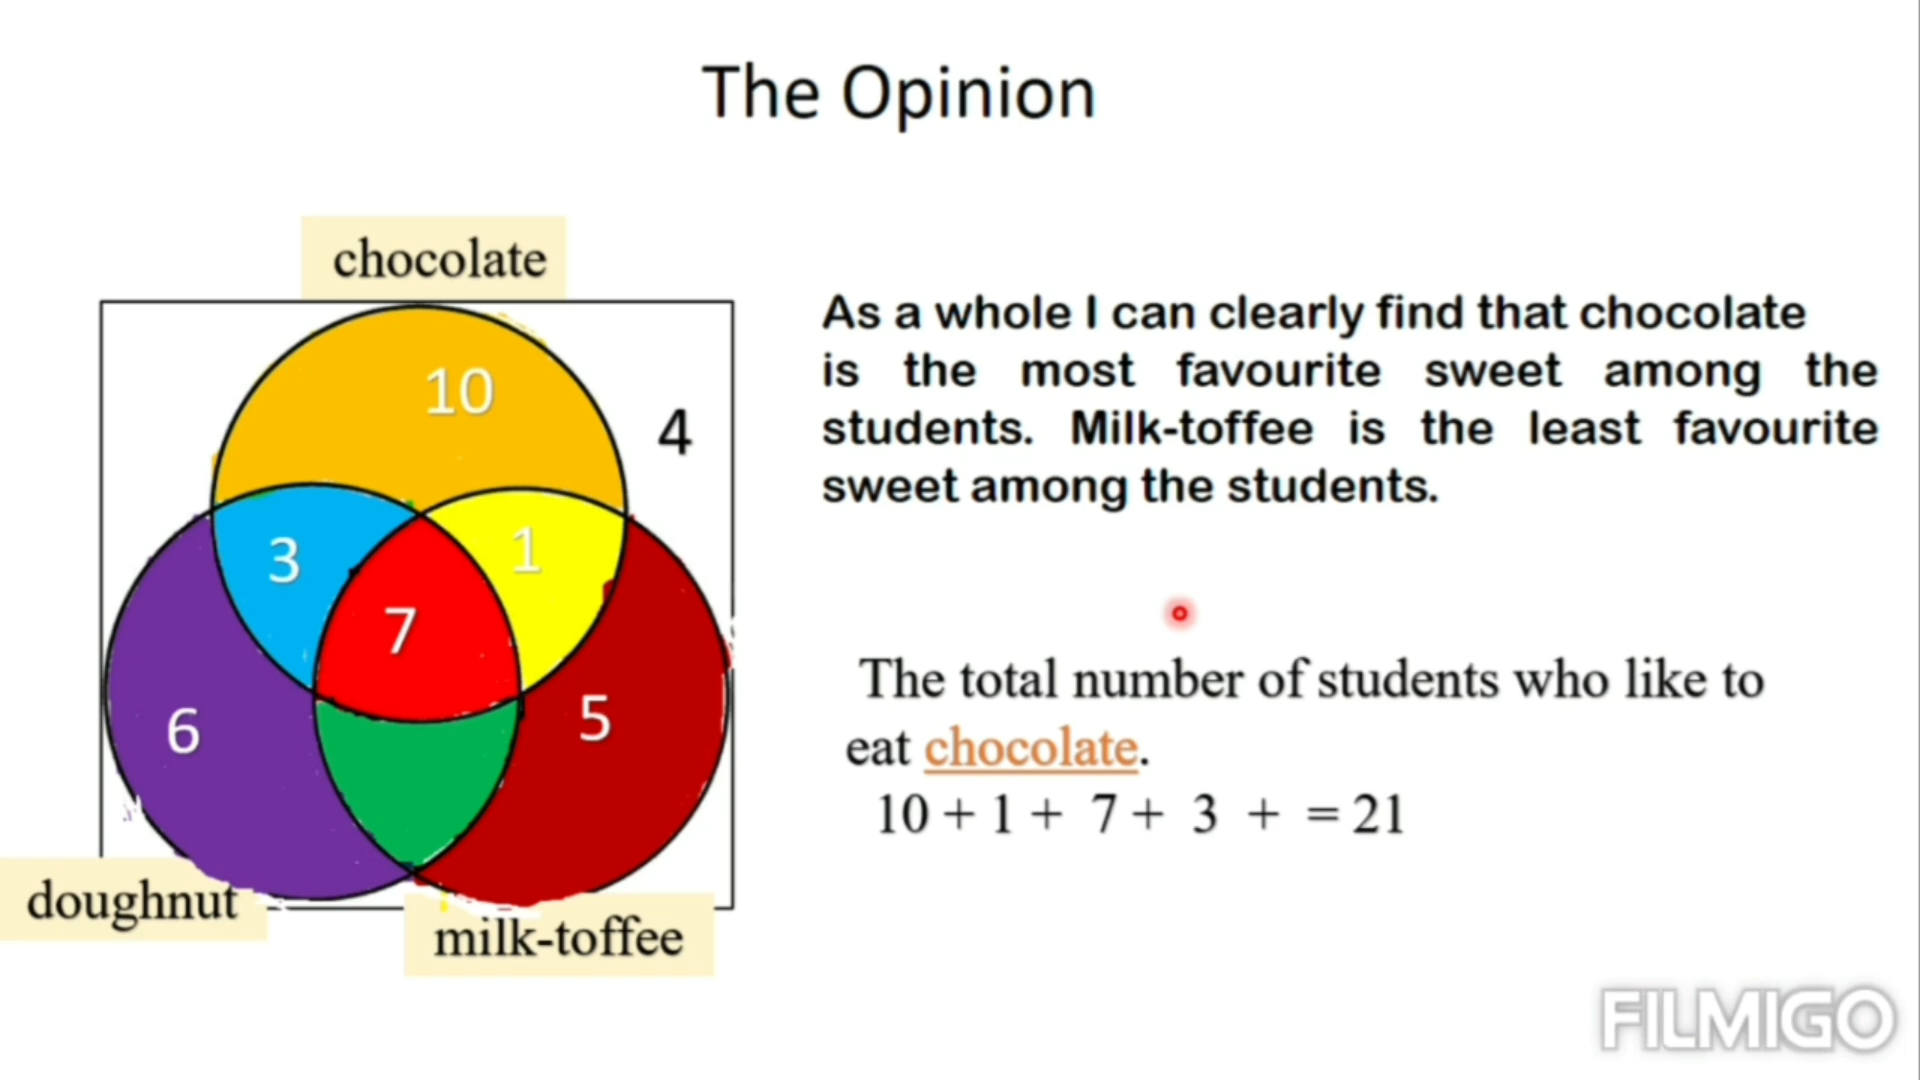 The Opinion
chocolate
10
4
3
1
7
6
5
doughnut
milk-toffee
As a whole I can clearly find that chocolate
is the most favourite sweet among the
students. Milk-toffee is the least favourite
sweet among the students.
The total number of students who like to
eat chocolate.
10 + 1 + 7 + 3 + = 21
FILMIGO